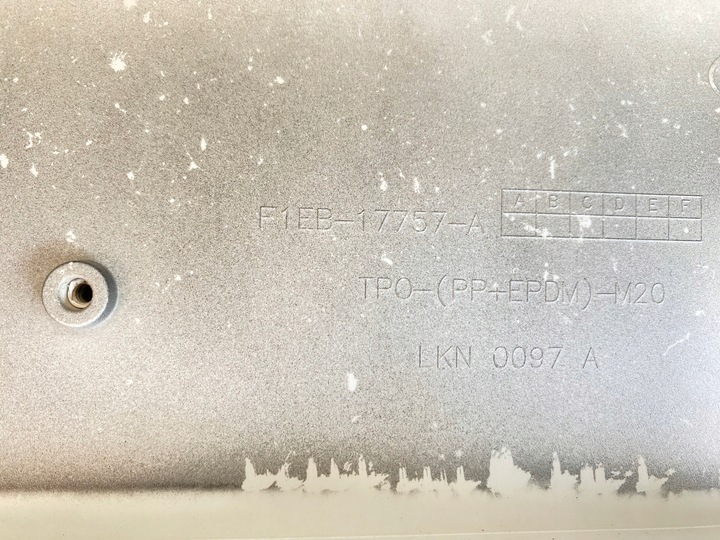 F1EB-17757-A A B C D E F
TPO-(PP+EPDM)-M20
LKN 0097 A